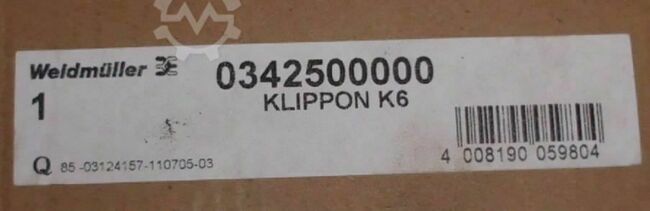 Weidmüller
0342500000
1
KLIPPON K6
Q 85 -03124157-110705-03
4 008190 059804